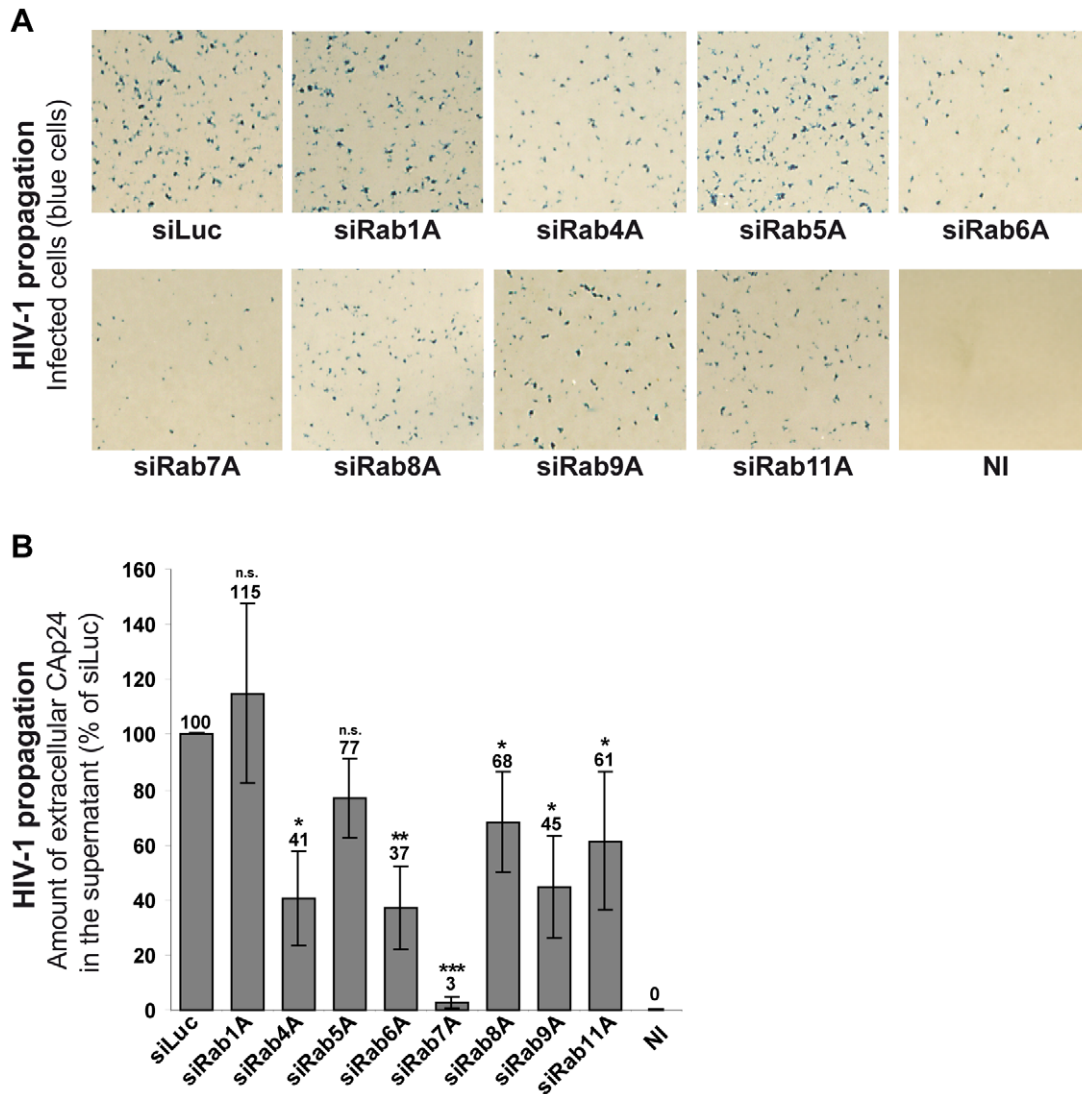 A
HIV-1 propagation
Infected cells (blue cells)
siLuc
siRab1A
siRab4A
siRab5A
siRab6A
siRab7A
siRab8A
siRab9A
siRab11A
NI
B
HIV-1 propagation
Amount of extracellular CAp24
in the supernatant (% of siLuc)
160
140
120
100
80
60
40
20
0
100
n.s.
115
*
41
n.s.
77
**
37
***
3
*
68
*
45
*
61
0
siLuc
siRab1A
siRab4A
siRab5A
siRab6A
siRab7A
siRab8A
siRab9A
siRab11A
NI